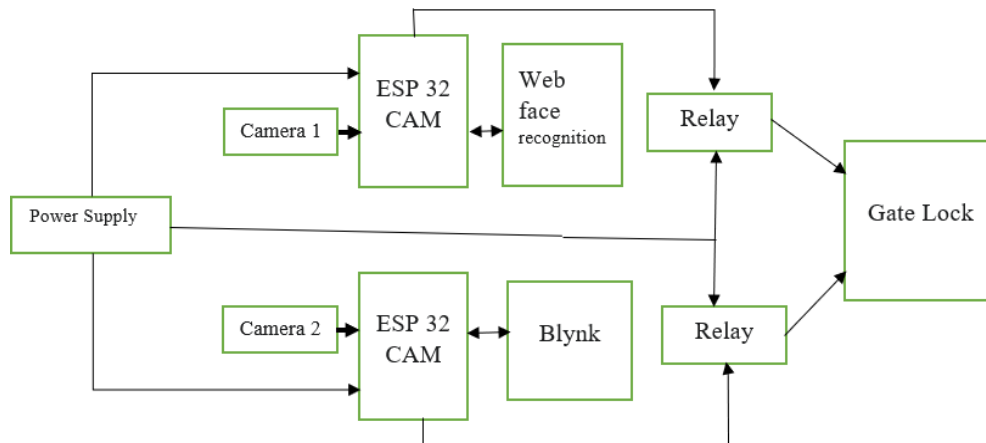 ESP 32
CAM
Web
face
recognition
Relay
Camera 1
Gate Lock
Power Supply
ESP 32
CAM
Blynk
Relay
Camera 2